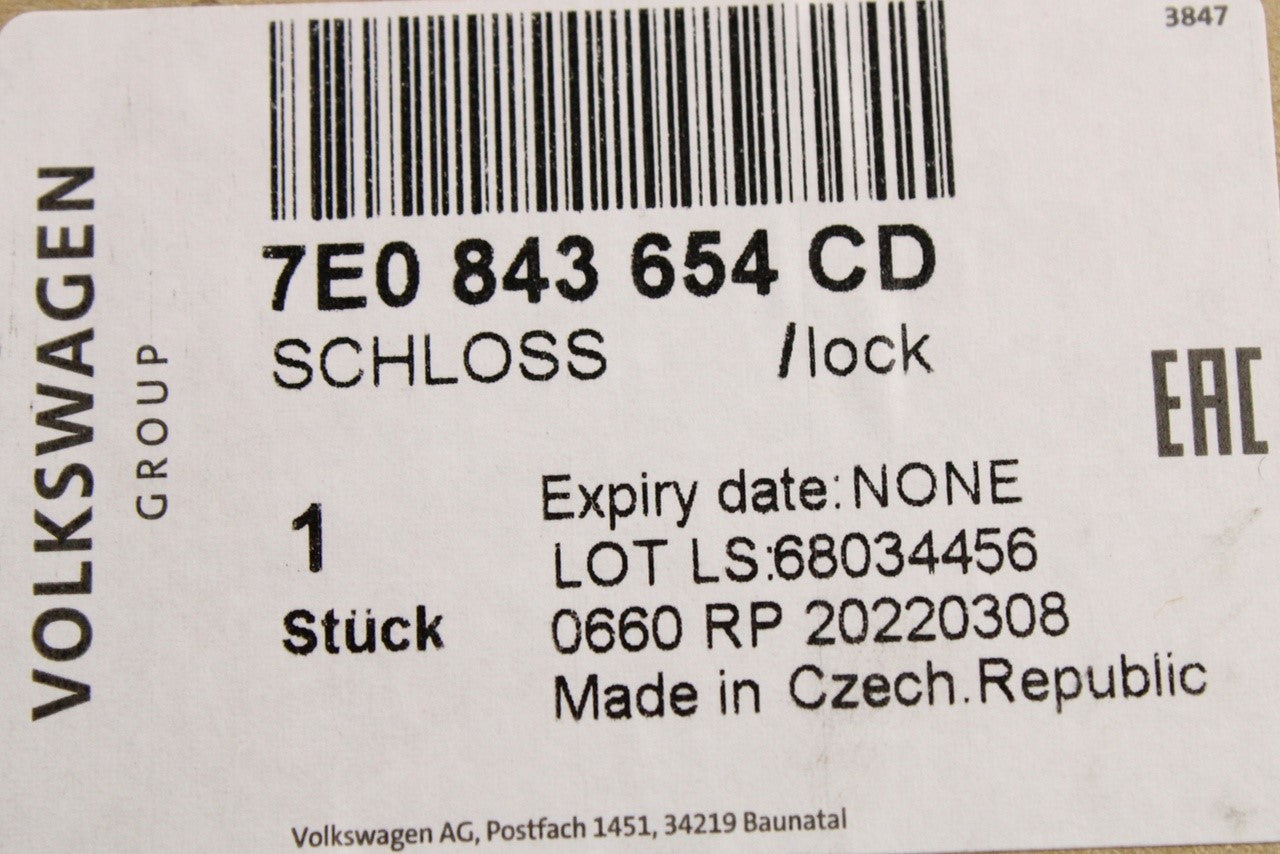 3847
VOLKSWAGEN
GROUP
7E0 843 654 CD
SCHLOSS /lock
EAC
1
Stück
Expiry date: NONE
LOT LS:68034456
0660 RP 20220308
Made in Czech.Republic
Volkswagen AG, Postfach 1451, 34219 Baunatal